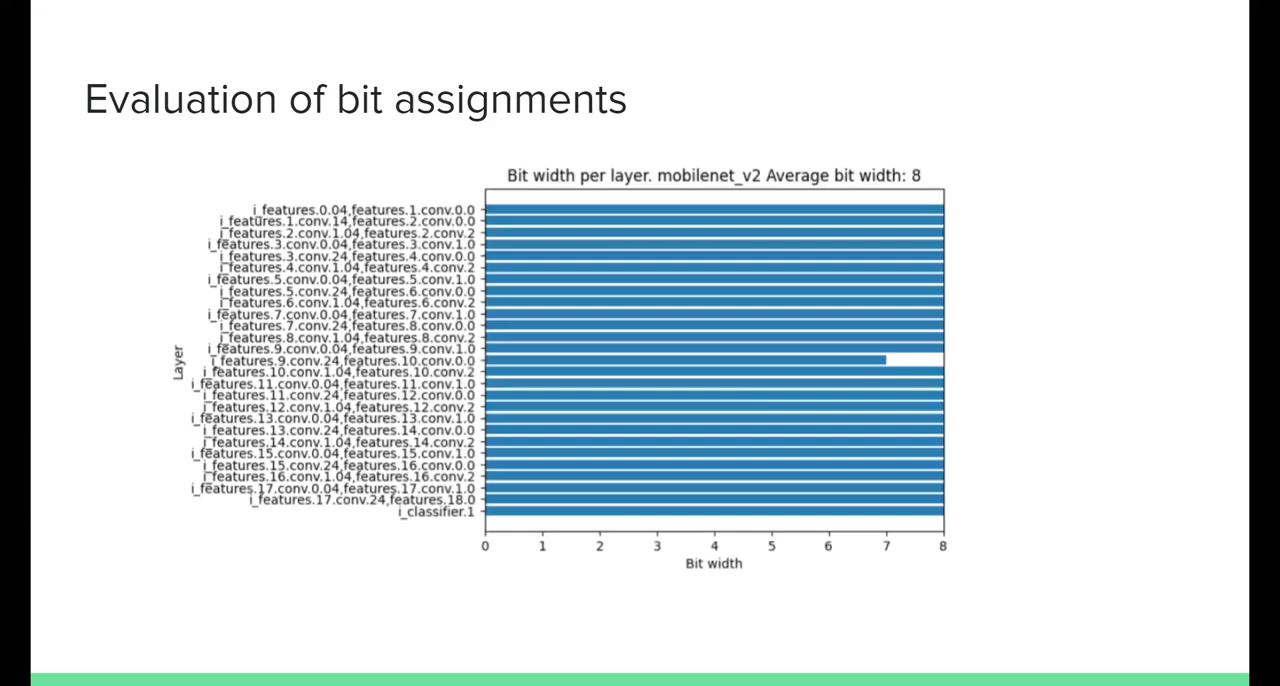 Evaluation of bit assignments
Bit width per layer. mobilenet_v2 Average bit width: 8
i_features.0.04,features.1.conv.0.0
i_features.1.conv.14,features.2.conv.0.0
i_features.2.conv.1.04,features.2.conv.2
i_features.3.conv.0.04,features.3.conv.1.0
i_features.3.conv.24,features.4.conv.0.0
i_features.4.conv.1.04,features.4.conv.2
i_features.5.conv.0.04,features.5.conv.1.0
i_features.5.conv.24,features.6.conv.0.0
i_features.6.conv.1.04,features.6.conv.2
i_features.7.conv.0.04,features.7.conv.1.0
i_features.7.conv.24,features.8.conv.0.0
i_features.8.conv.1.04,features.8.conv.2
i_features.9.conv.0.04,features.9.conv.1.0
i_features.9.conv.24,features.10.conv.0.0
i_features.10.conv.1.04,features.10.conv.2
i_features.11.conv.0.04,features.11.conv.1.0
i_features.11.conv.24,features.12.conv.0.0
i_features.12.conv.1.04,features.12.conv.2
i_features.13.conv.0.04,features.13.conv.1.0
i_features.13.conv.24,features.14.conv.0.0
i_features.14.conv.1.04,features.14.conv.2
i_features.15.conv.0.04,features.15.conv.1.0
i_features.15.conv.24,features.16.conv.0.0
i_features.16.conv.1.04,features.16.conv.2
i_features.17.conv.0.04,features.17.conv.1.0
i_features.17.conv.24,features.18.0
i_classifier.1
Layer
0 1 2 3 4 5 6 7 8
Bit width